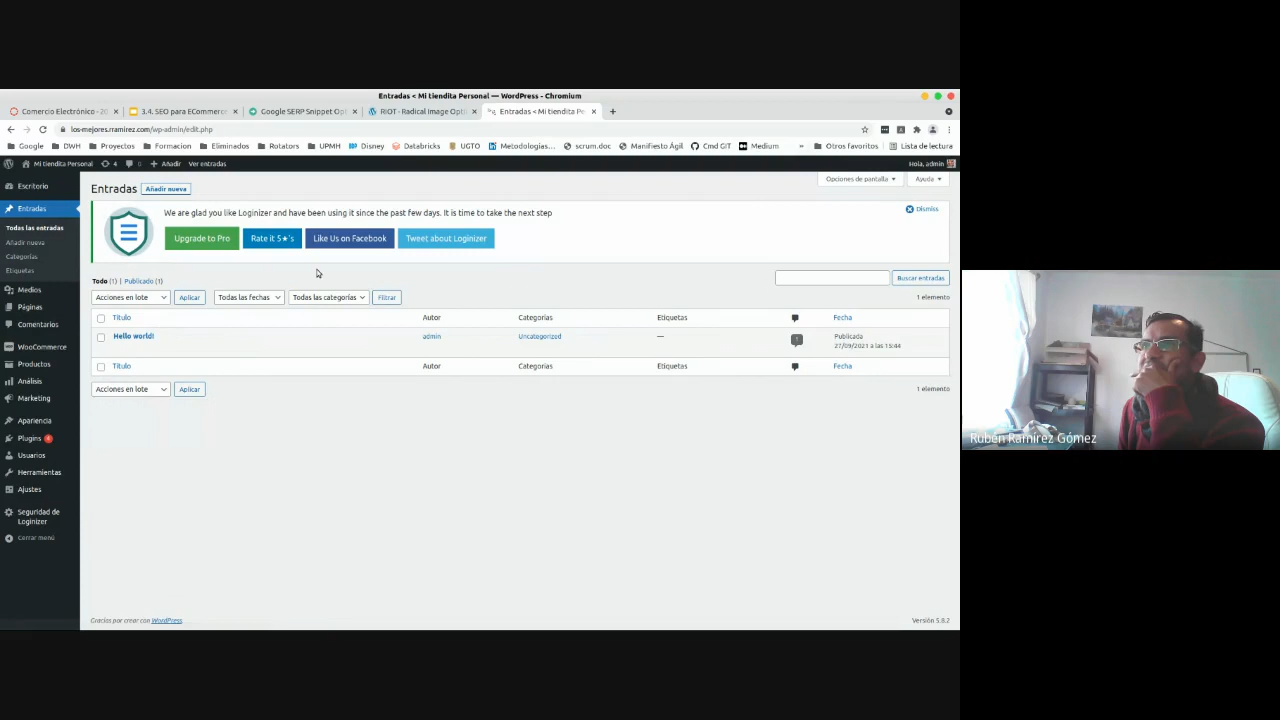 Entradas < Mi tiendita Personal — WordPress - Chromium
Comercio Electrónico - 20
3.4. SEO para ECommerce
Google SERP Snippet Opt
RIOT - Radical Image Opti
Entradas < Mi tiendita Pe
los-mejores.rramirez.com/wp-admin/edit.php
Google DWH Proyectos Formacion Eliminados Rotators UPMH Disney Databricks UGTO Metodologias... scrum.doc Manifiesto Ágil Cmd GIT Medium » Otros favoritos Lista de lectura
Mi tiendita Personal 4 0 Añadir Ver entradas Hola, admin
Escritorio
Entradas
Todas las entradas
Añadir nueva
Categorías
Etiquetas
Medios
Páginas
Comentarios
WooCommerce
Productos
Análisis
Marketing
Apariencia
Plugins 4
Usuarios
Herramientas
Ajustes
Seguridad de
Loginizer
Cerrar menú
Opciones de pantalla Ayuda
Entradas Añadir nueva
We are glad you like Loginizer and have been using it since the past few days. It is time to take the next step
Dismiss
Upgrade to Pro Rate it 5★'s Like Us on Facebook Tweet about Loginizer
Todo (1) | Publicado (1)
Buscar entradas
Acciones en lote Aplicar Todas las fechas Todas las categorías Filtrar 1 elemento
Título Autor Categorías Etiquetas Fecha
Hello world! admin Uncategorized — 1 Publicada
27/09/2021 a las 15:44
Título Autor Categorías Etiquetas Fecha
Acciones en lote Aplicar 1 elemento
Gracias por crear con WordPress.
Versión 5.8.2
Rubén Ramírez Gómez